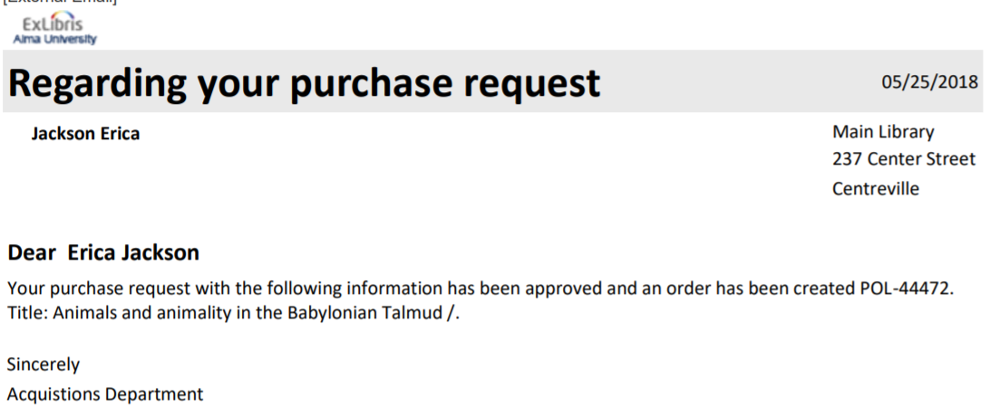 [External Email]
ExLibris
Alma University
Regarding your purchase request
05/25/2018
Jackson Erica
Main Library
237 Center Street
Centreville
Dear Erica Jackson
Your purchase request with the following information has been approved and an order has been created POL-44472.
Title: Animals and animality in the Babylonian Talmud /.
Sincerely
Acquistions Department